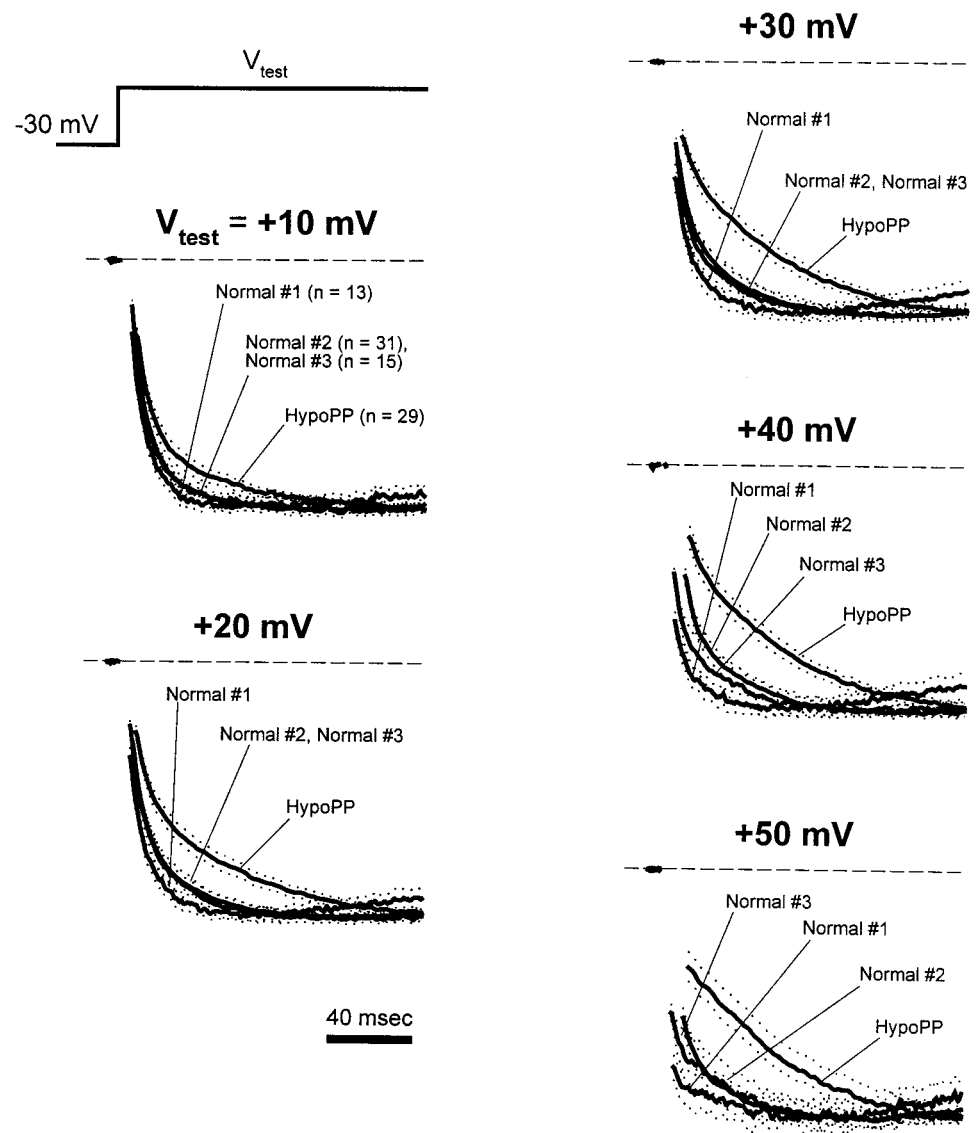 V_test
-30 mV
V_test = +10 mV
Normal #1 (n = 13)
Normal #2 (n = 31),
Normal #3 (n = 15)
HypoPP (n = 29)
+20 mV
Normal #1
Normal #2, Normal #3
HypoPP
40 msec
+30 mV
Normal #1
Normal #2, Normal #3
HypoPP
+40 mV
Normal #1
Normal #2
Normal #3
HypoPP
+50 mV
Normal #3
Normal #1
Normal #2
HypoPP